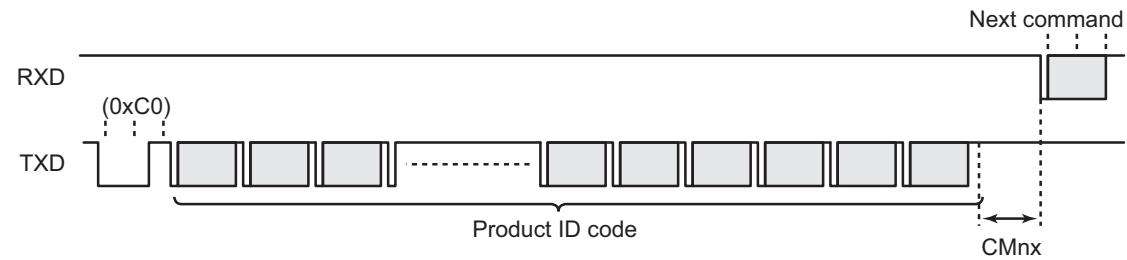 Next command
RXD
(0xC0)
TXD
Product ID code
CMnx